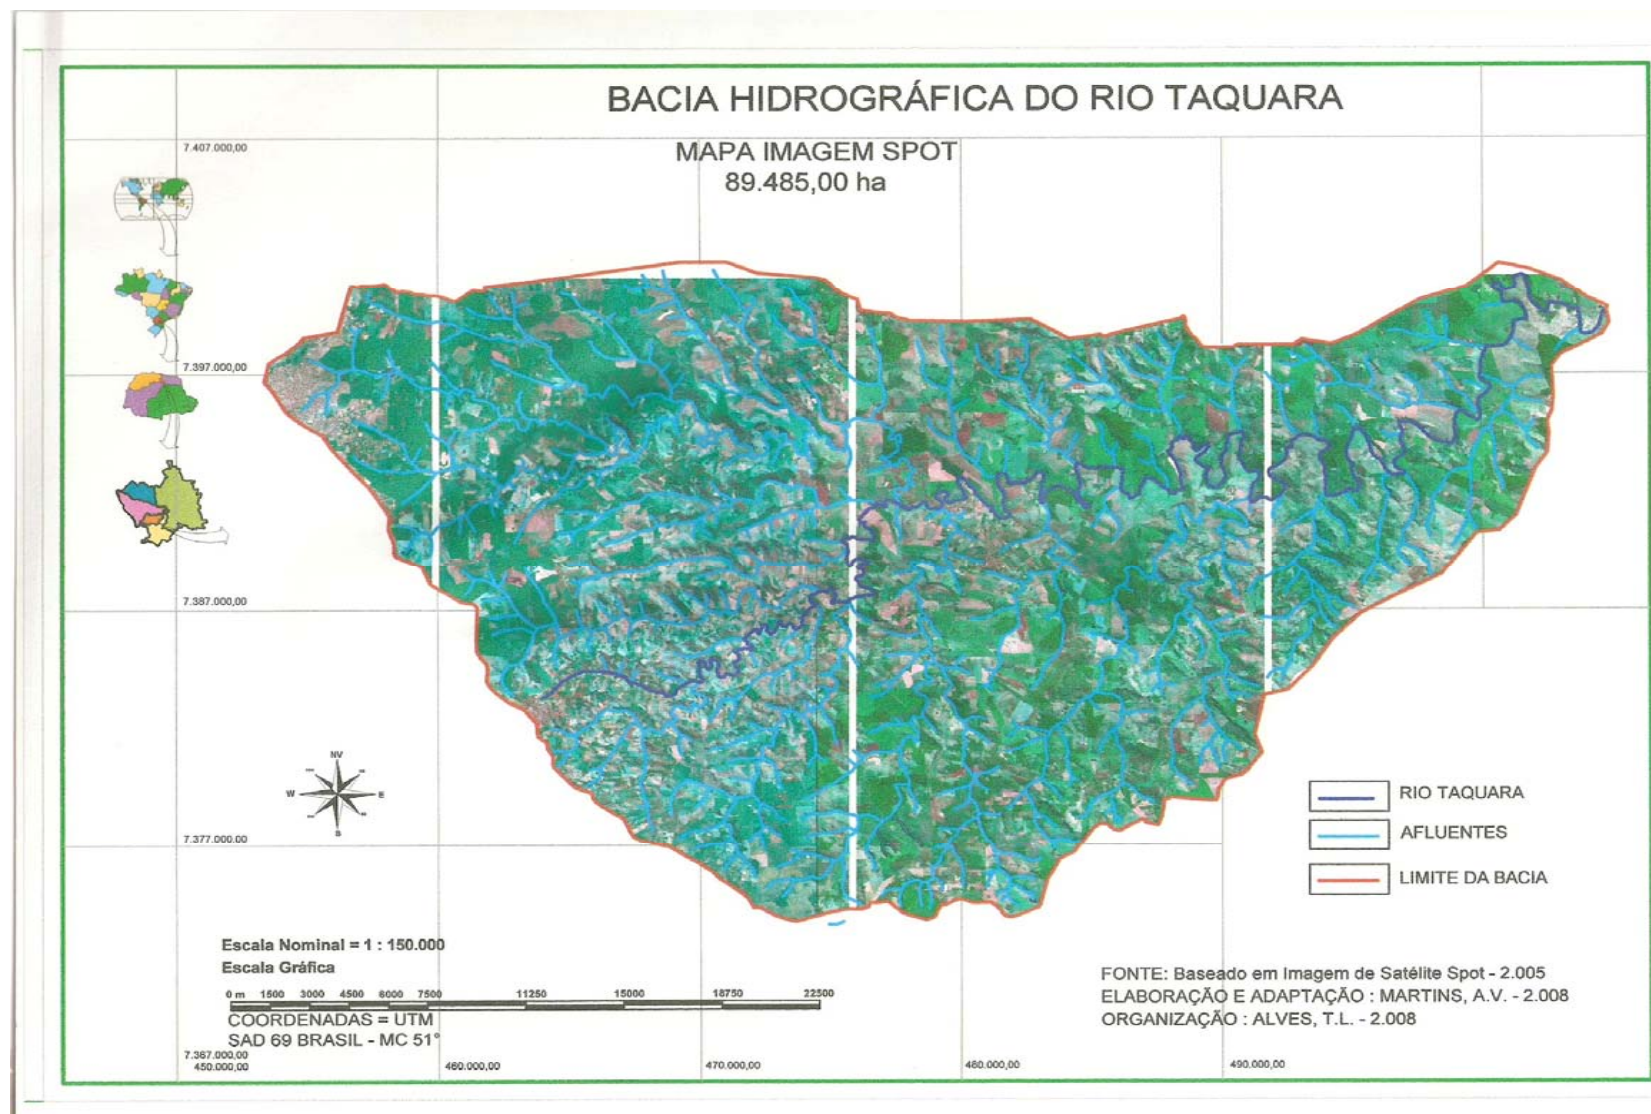 BACIA HIDROGRÁFICA DO RIO TAQUARA
MAPA IMAGEM SPOT
89.485,00 ha
7.407.000,00
7.397.000,00
7.387.000,00
7.377.000.00
NV
W
E
S
RIO TAQUARA
AFLUENTES
LIMITE DA BACIA
Escala Nominal = 1 : 150.000
Escala Gráfica
0 m 1500 3000 4500 6000 7500 11250 15000 18750 22500
COORDENADAS = UTM
SAD 69 BRASIL - MC 51°
FONTE: Baseado em Imagem de Satélite Spot - 2.005
ELABORAÇÃO E ADAPTAÇÃO : MARTINS, A.V. - 2.008
ORGANIZAÇÃO : ALVES, T.L. - 2.008
7.367.000,00
450.000,00 460.000,00 470.000,00 480.000,00 490.000,00